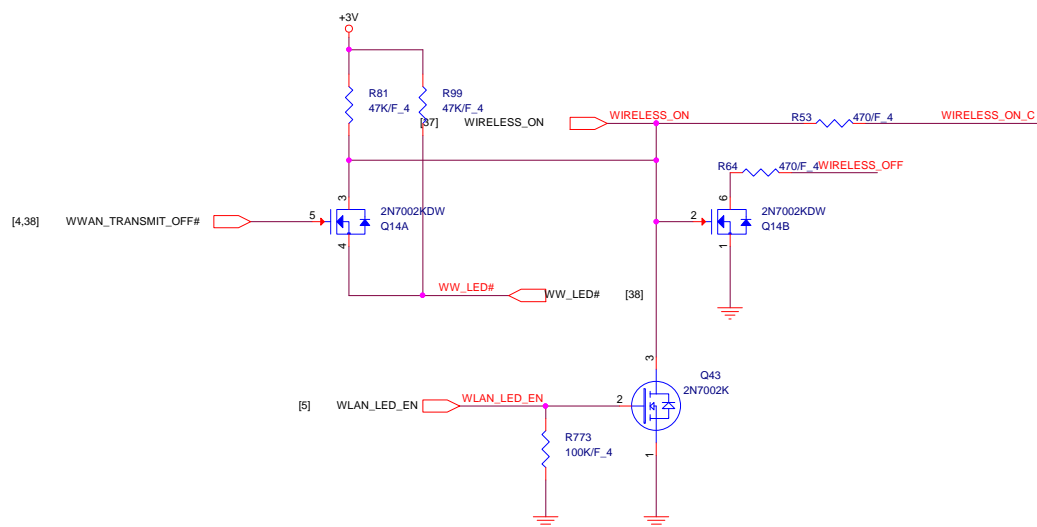 +3V
R81
47K/F_4
R99
47K/F_4
[37]
WIRELESS_ON
WIRELESS_ON
R53
470/F_4
WIRELESS_ON_C
R64
470/F_4
WIRELESS_OFF
[4,38]
WWAN_TRANSMIT_OFF#
5
3
4
2N7002KDW
Q14A
2
6
1
2N7002KDW
Q14B
WW_LED#
WW_LED#
[38]
[5]
WLAN_LED_EN
WLAN_LED_EN
2
3
1
Q43
2N7002K
R773
100K/F_4